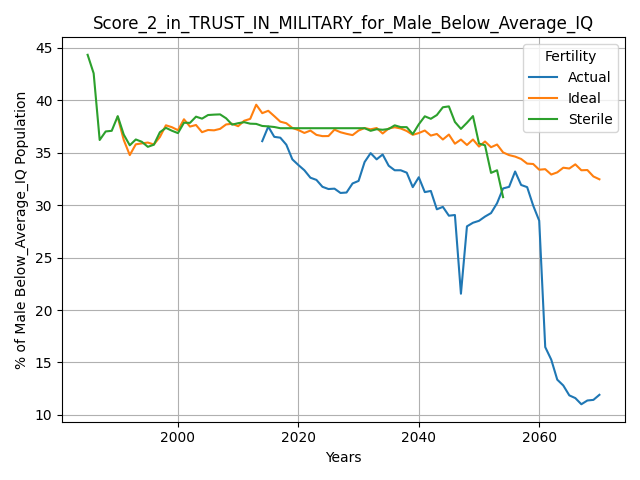 Score_2_in_TRUST_IN_MILITARY_for_Male_Below_Average_IQ
% of Male Below_Average_IQ Population
45
40
35
30
25
20
15
10
Fertility
Actual
Ideal
Sterile
2000
2020
2040
2060
Years